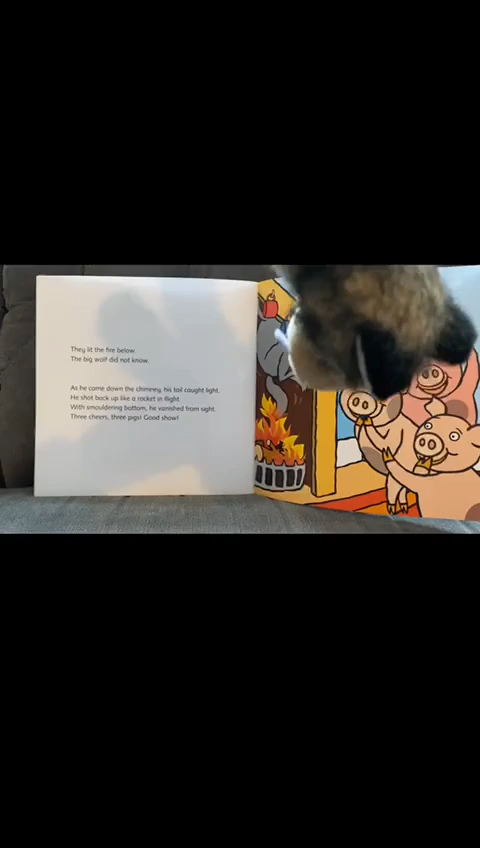 They lit the fire below.
The big wolf did not know.
As he came down the chimney, his tail caught light.
He shot back up like a rocket in flight.
With smouldering bottom, he vanished from sight.
Three cheers, three pigs! Good show!